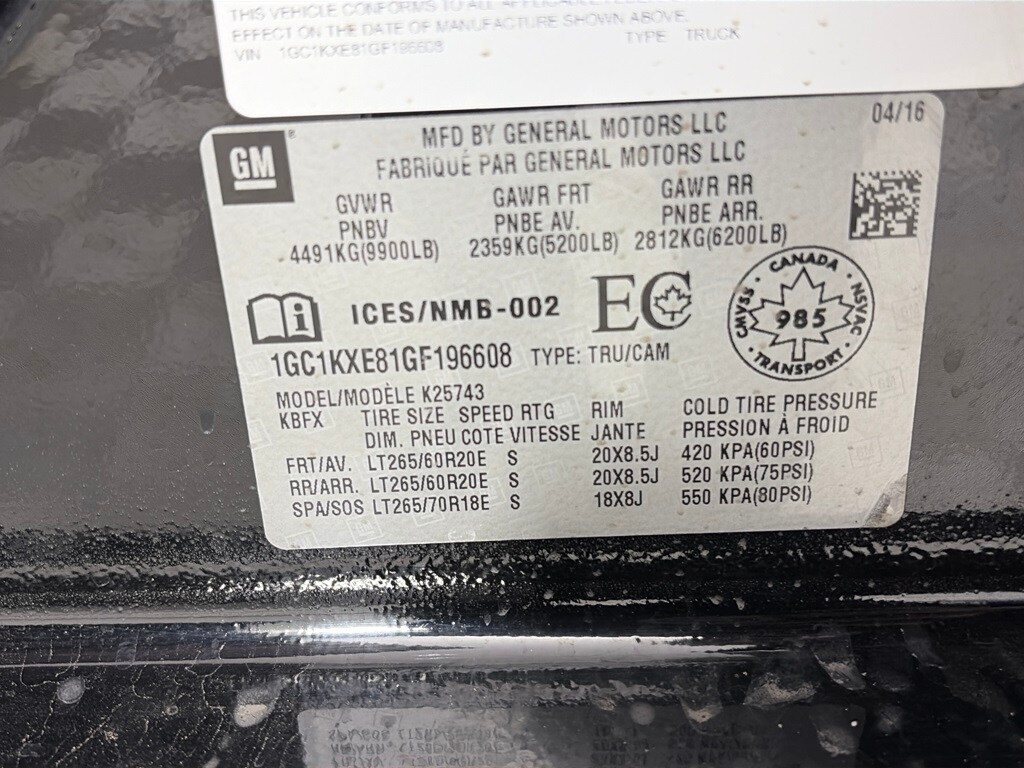 THIS VEHICLE CONFORMS TO ALL APPLICABLE
EFFECT ON THE DATE OF MANUFACTURE SHOWN ABOVE.
VIN 1GC1KXE81GF196608 TYPE TRUCK
04/16
GM
MFD BY GENERAL MOTORS LLC
FABRIQUÉ PAR GENERAL MOTORS LLC
GVWR GAWR FRT GAWR RR
PNBV PNBE AV. PNBE ARR.
4491KG(9900LB) 2359KG(5200LB) 2812KG(6200LB)
ICES/NMB-002 EC
CANADA
CMVSS 985 NSVAC
TRANSPORT
1GC1KXE81GF196608 TYPE: TRU/CAM
MODEL/MODÈLE K25743
KBFX TIRE SIZE SPEED RTG RIM COLD TIRE PRESSURE
DIM. PNEU COTE VITESSE JANTE PRESSION À FROID
FRT/AV. LT265/60R20E S 20X8.5J 420 KPA(60PSI)
RR/ARR. LT265/60R20E S 20X8.5J 520 KPA(75PSI)
SPA/SOS LT265/70R18E S 18X8J 550 KPA(80PSI)